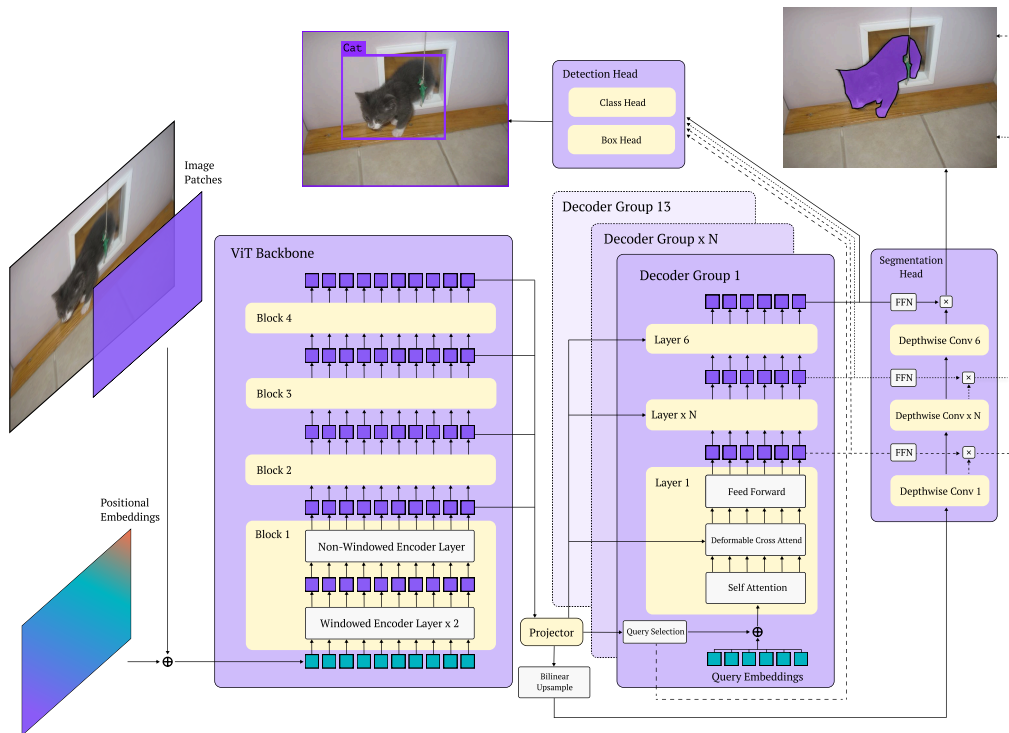 Cat
Detection Head
Class Head
Box Head
Image
Patches
Decoder Group 13
Decoder Group x N
Decoder Group 1
ViT Backbone
Segmentation
Head
FFN
×
Block 4
Layer 6
Depthwise Conv 6
FFN
×
Block 3
Layer x N
Depthwise Conv x N
FFN
×
Block 2
Layer 1
Feed Forward
Depthwise Conv 1
Positional
Embeddings
Block 1
Non-Windowed Encoder Layer
Deformable Cross Attend
Self Attention
Windowed Encoder Layer x 2
Projector
Query Selection
Bilinear
Upsample
Query Embeddings